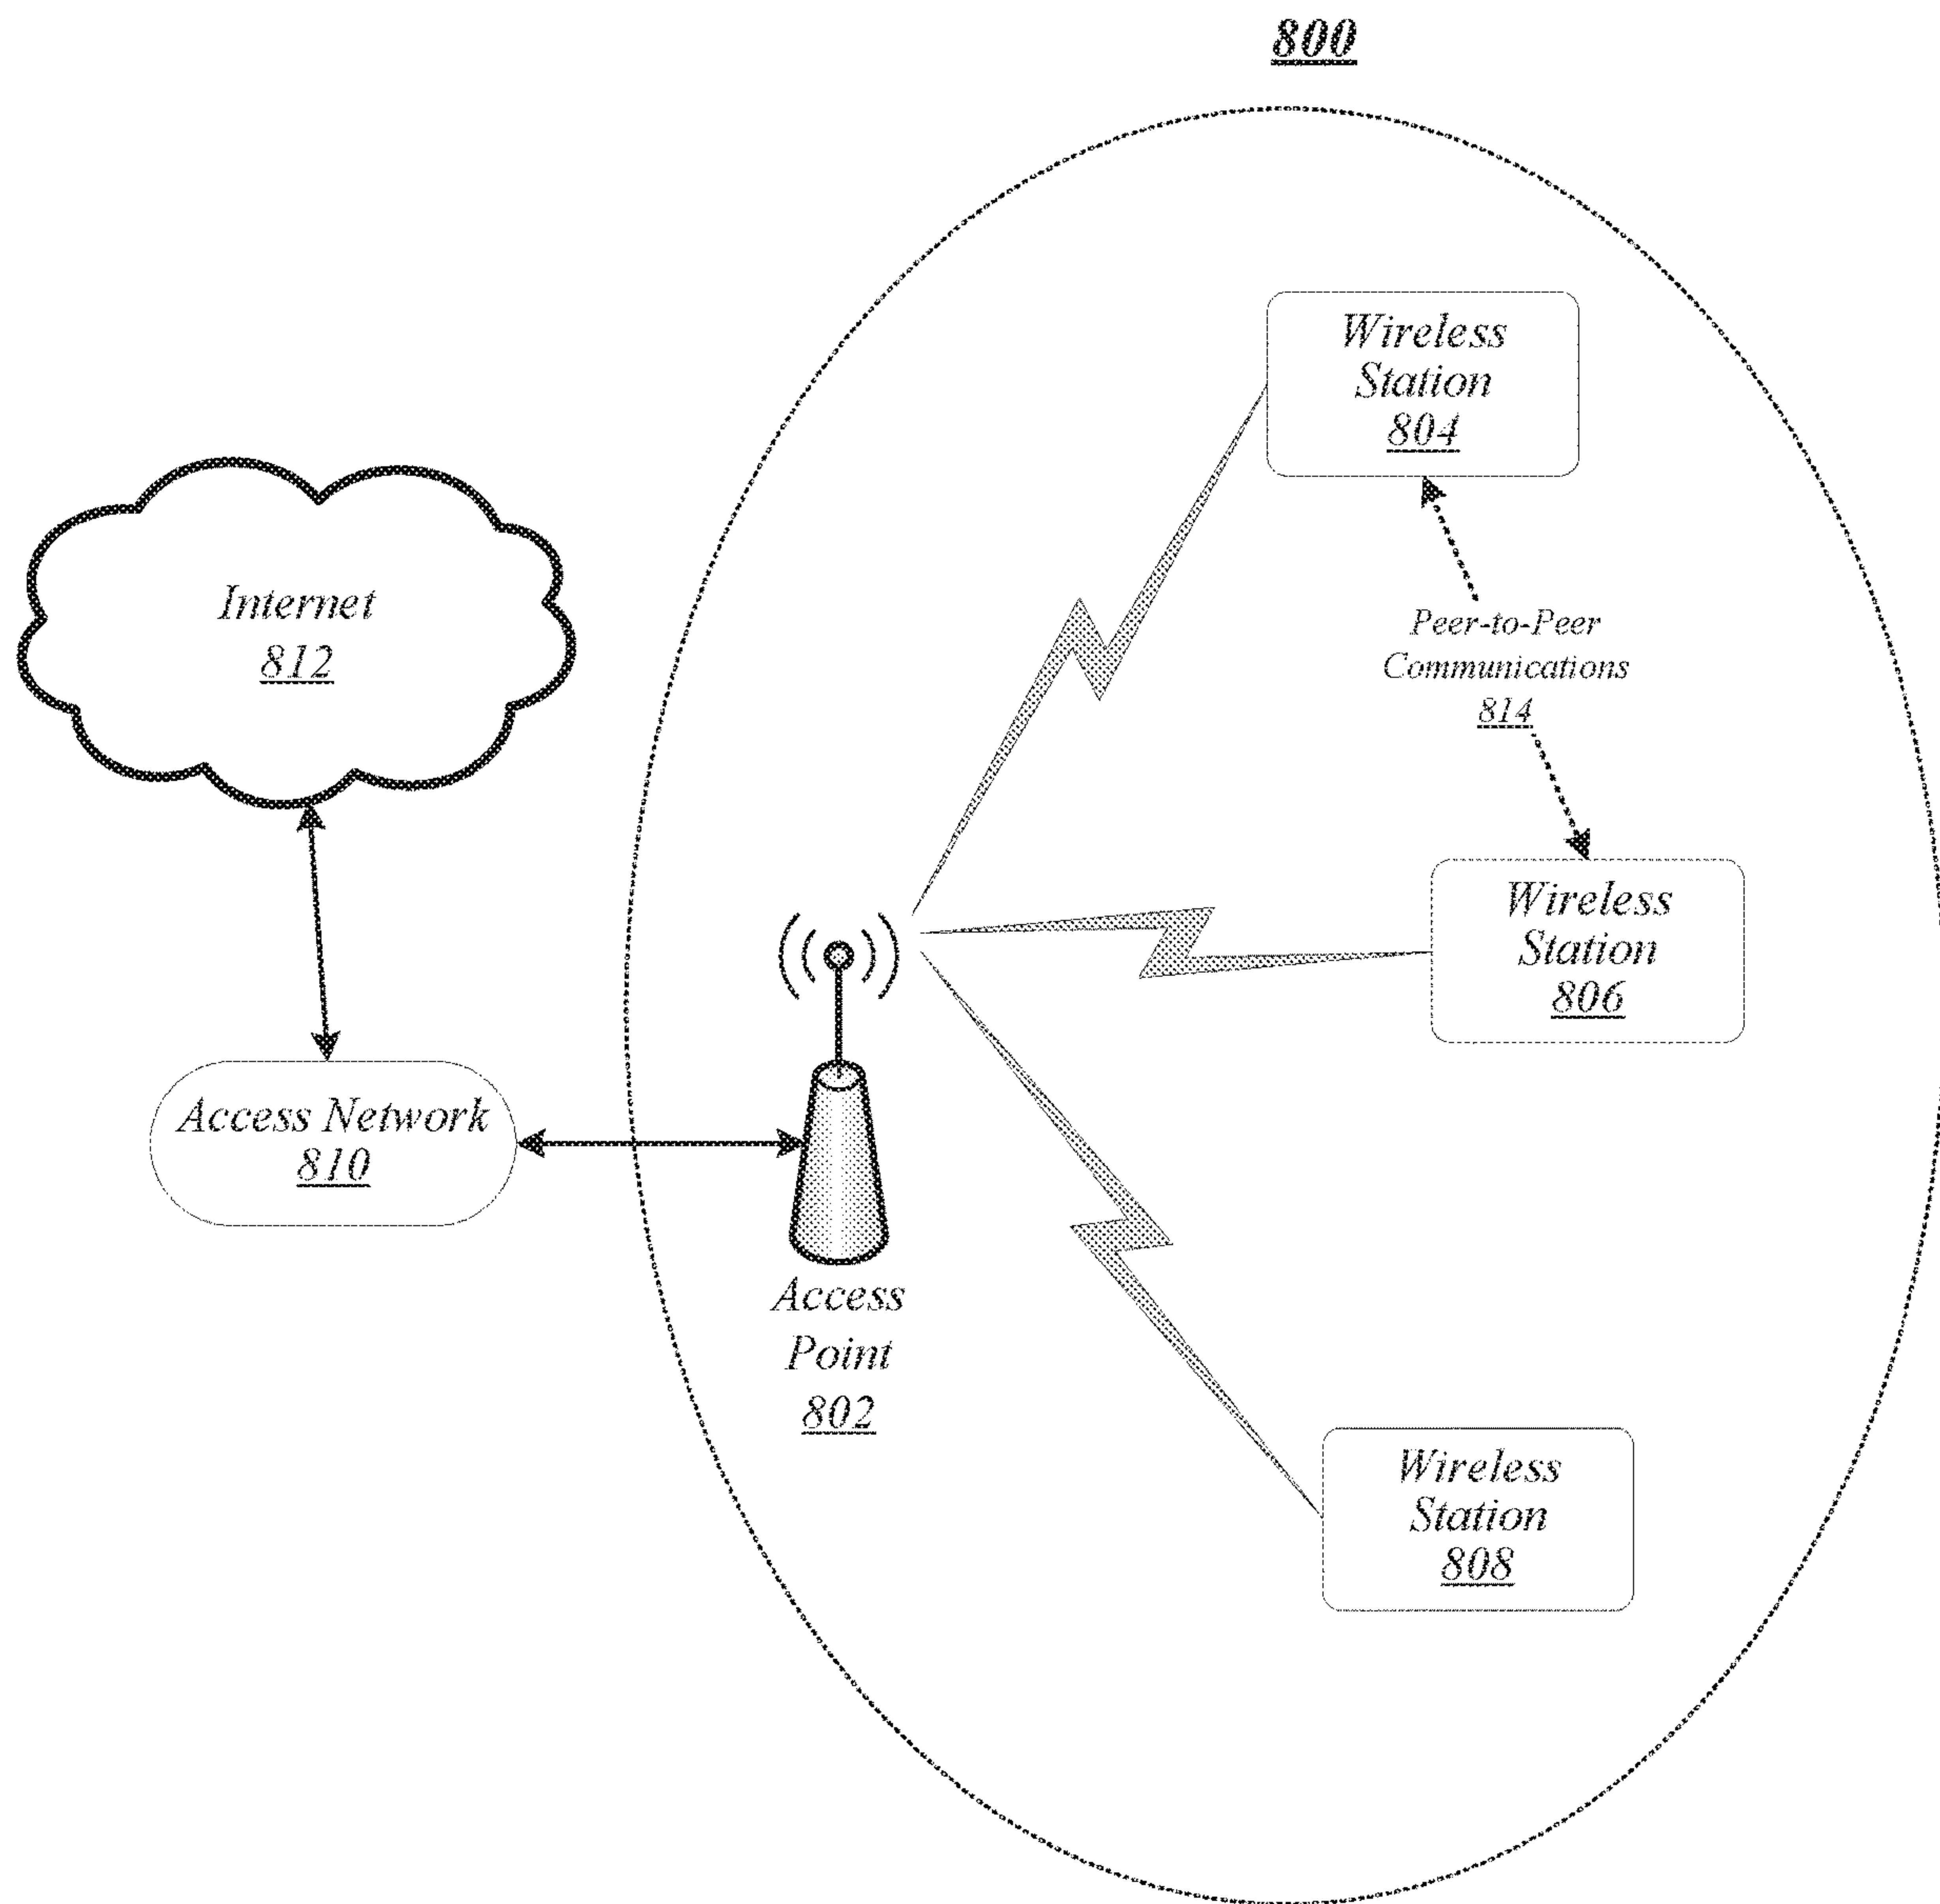 800
Wireless
Station
804
Internet
812
Peer-to-Peer
Communications
814
Wireless
Station
806
Access Network
810
Access
Point
802
Wireless
Station
808